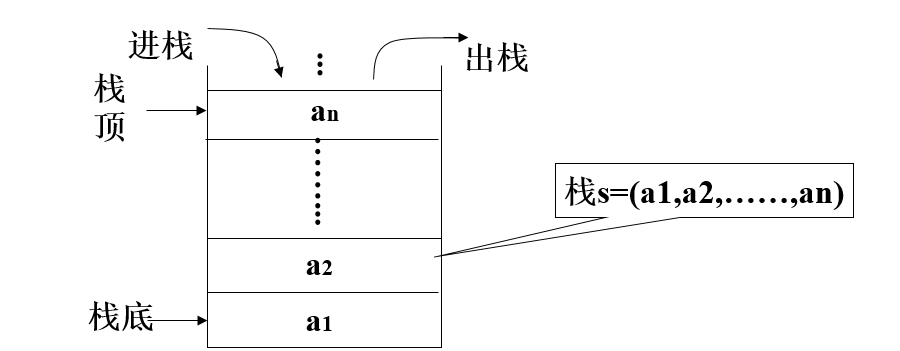 进栈
出栈
栈
顶
an
栈s=(a1,a2,……,an)
a2
栈底
a1